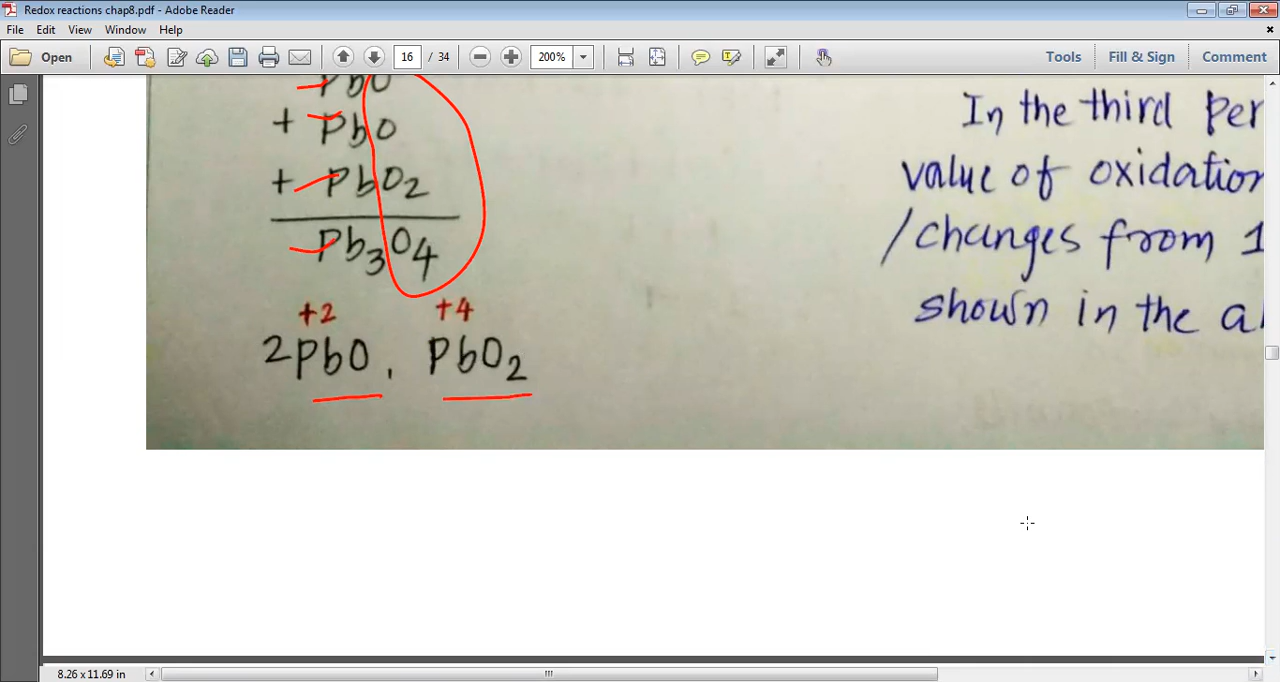 Redox reactions chap8.pdf - Adobe Reader
File Edit View Window Help
Open 16 / 34 200% Tools Fill & Sign Comment
PbO
+ PbO
+ PbO2
Pb3O4
+2 +4
2PbO, PbO2
In the third Per
value of oxidation
/changes from 1
shown in the a
8.26 x 11.69 in